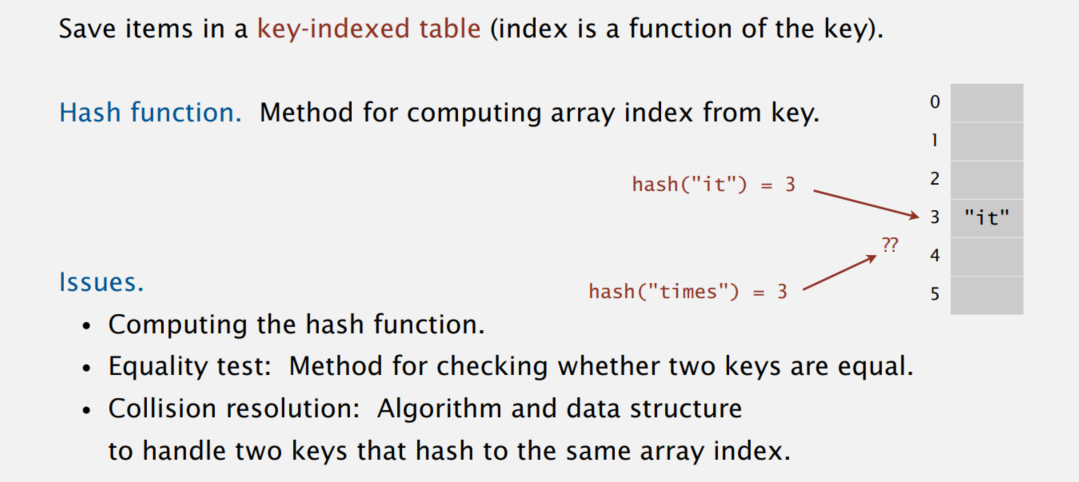 Save items in a key-indexed table (index is a function of the key).
Hash function. Method for computing array index from key.
hash("it") = 3
??
hash("times") = 3
0
1
2
3 "it"
4
5
Issues.
• Computing the hash function.
• Equality test: Method for checking whether two keys are equal.
• Collision resolution: Algorithm and data structure
to handle two keys that hash to the same array index.